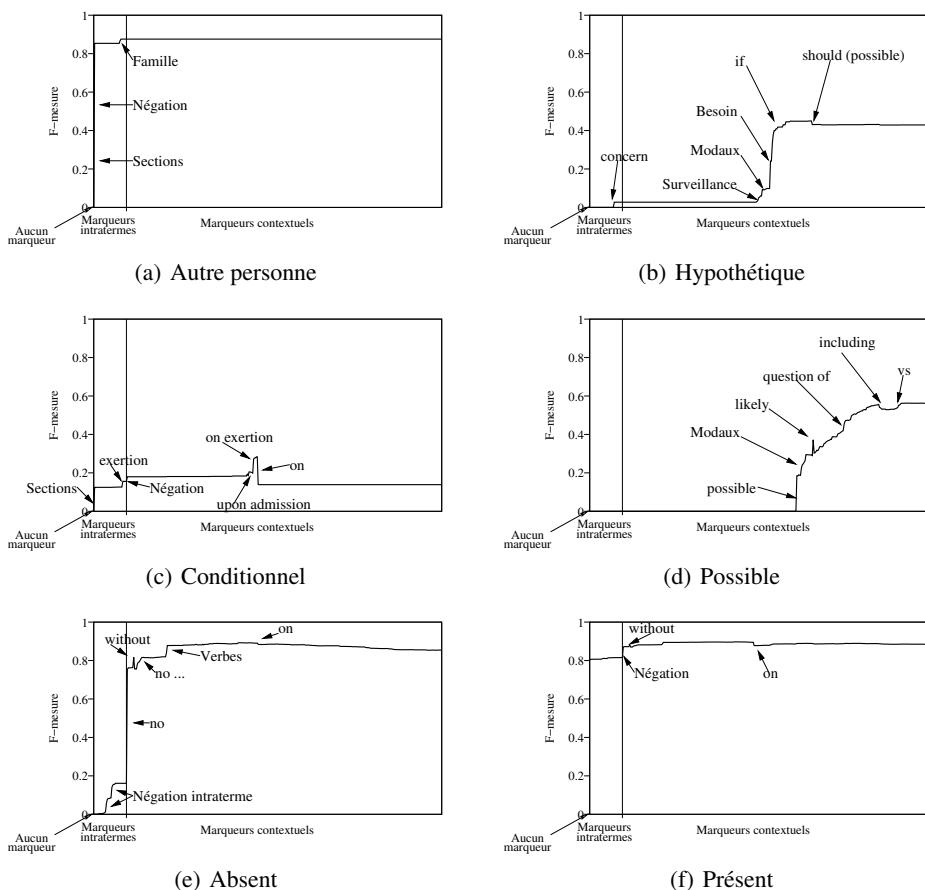 1
0.8
0.6
0.4
0.2
0
F−mesure
Famille
Négation
Sections
Aucun
marqueur
Marqueurs
intratermes
Marqueurs contextuels
(a) Autre personne
1
0.8
0.6
0.4
0.2
0
F−mesure
if
should (possible)
Besoin
Modaux
concern
Surveillance
Aucun
marqueur
Marqueurs
intratermes
Marqueurs contextuels
(b) Hypothétique
1
0.8
0.6
0.4
0.2
0
F−mesure
on exertion
exertion
on
Sections
Négation
upon admission
Aucun
marqueur
Marqueurs
intratermes
Marqueurs contextuels
(c) Conditionnel
1
0.8
0.6
0.4
0.2
0
F−mesure
including
vs
question of
likely
Modaux
possible
Aucun
marqueur
Marqueurs
intratermes
Marqueurs contextuels
(d) Possible
1
0.8
0.6
0.4
0.2
0
F−mesure
on
without
Verbes
no ...
no
Négation intraterme
Aucun
marqueur
Marqueurs
intratermes
Marqueurs contextuels
(e) Absent
1
0.8
0.6
0.4
0.2
0
F−mesure
without
Négation
on
Aucun
marqueur
Marqueurs
intratermes
Marqueurs contextuels
(f) Présent